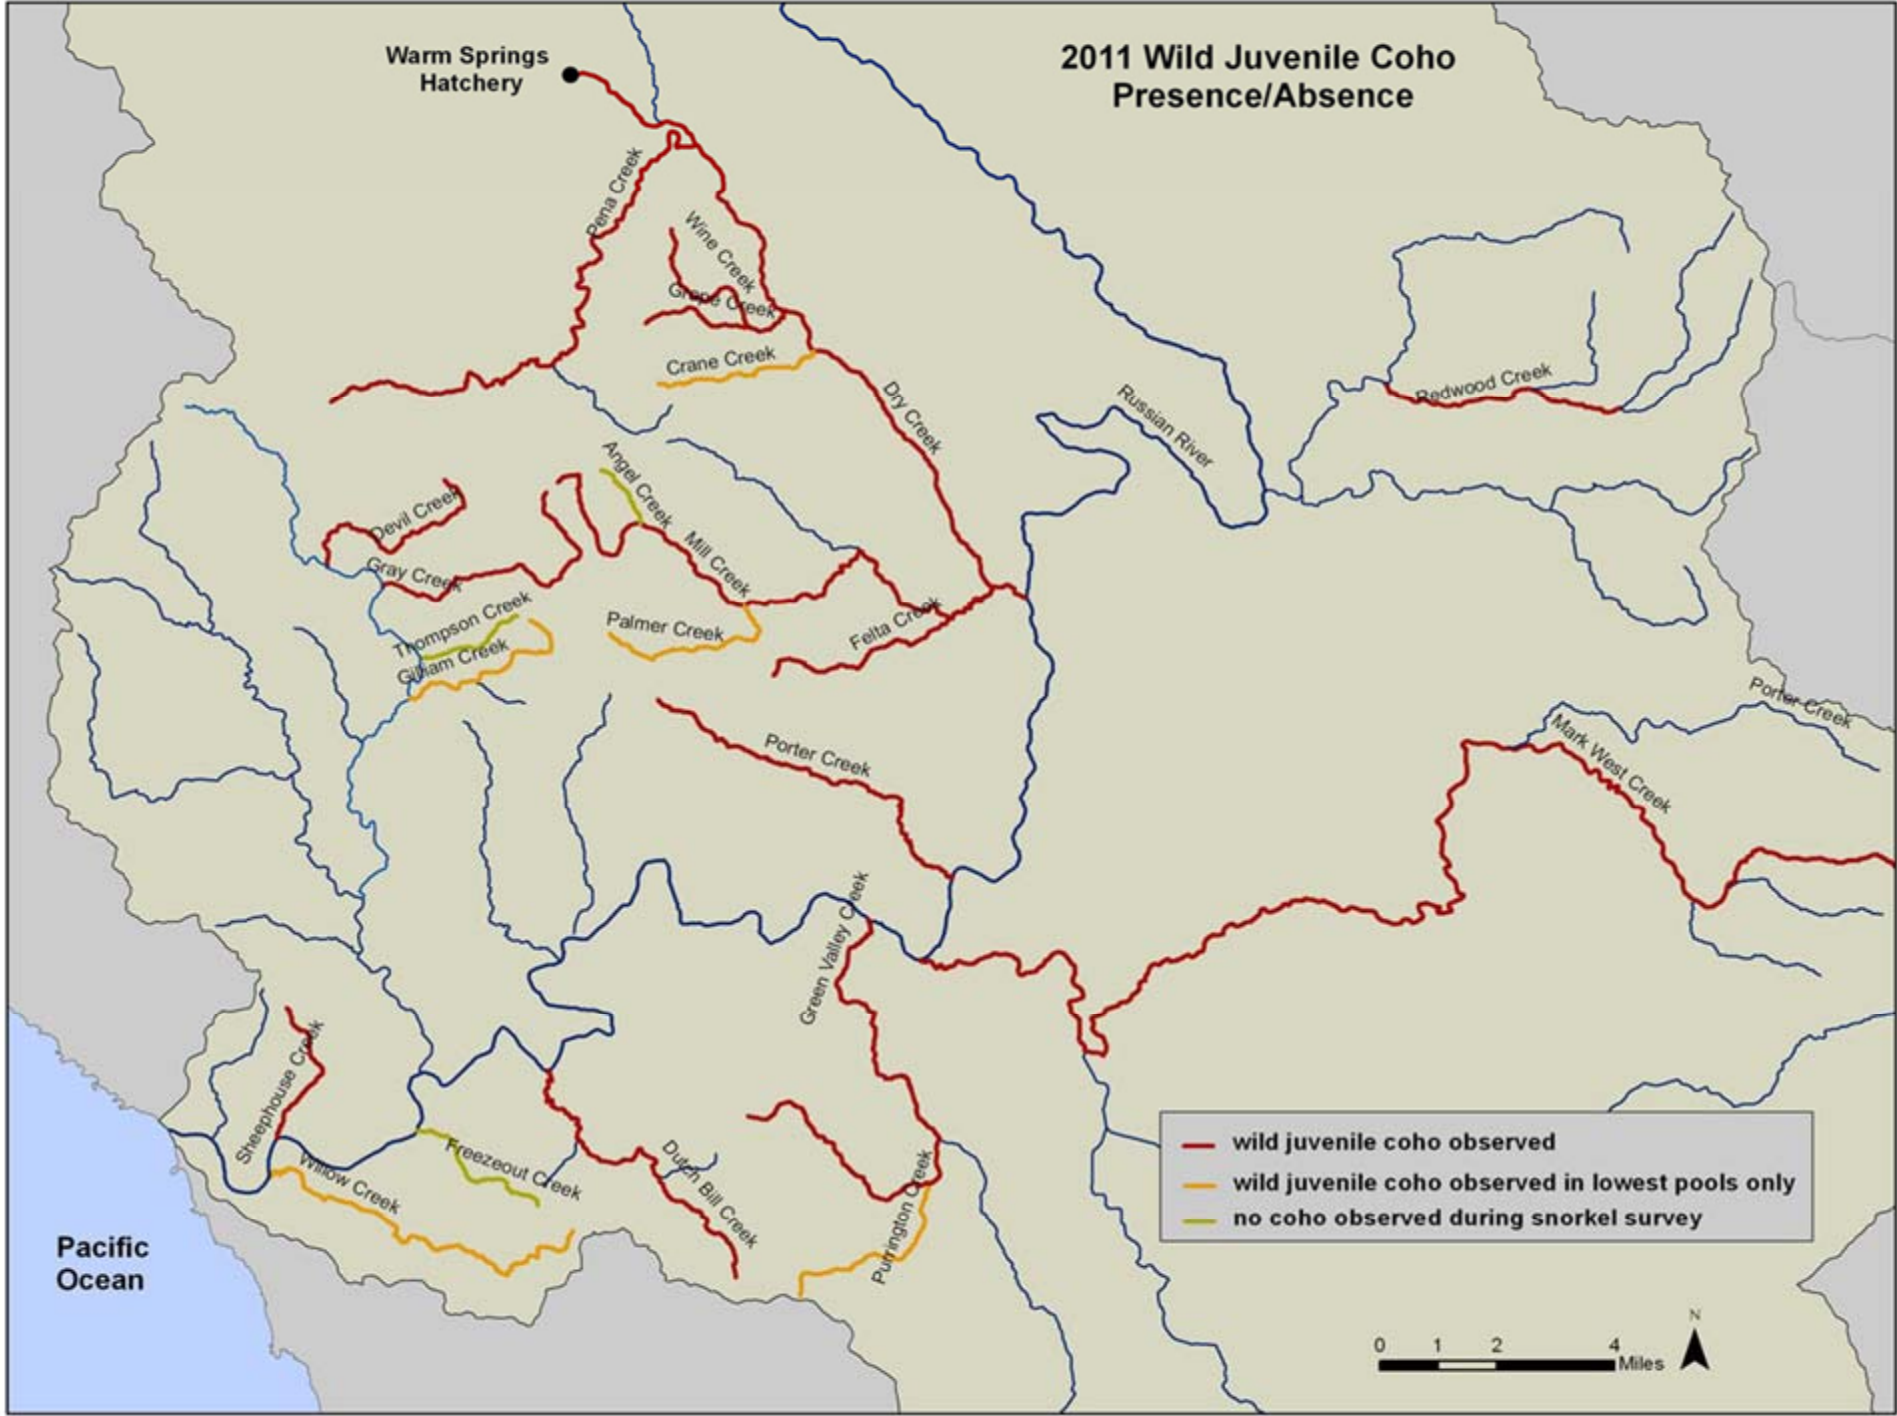 Warm Springs
Hatchery
2011 Wild Juvenile Coho
Presence/Absence
Pena Creek
Wine Creek
Grape Creek
Crane Creek
Dry Creek
Russian River
Redwood Creek
Angel Creek
Devil Creek
Mill Creek
Gray Creek
Thompson Creek
Palmer Creek
Felta Creek
Gilliam Creek
Porter Creek
Porter Creek
Mark West Creek
Green Valley Creek
Sheephouse Creek
Freezeout Creek
Willow Creek
Dutch Bill Creek
Purrington Creek
wild juvenile coho observed
wild juvenile coho observed in lowest pools only
no coho observed during snorkel survey
Pacific
Ocean
N
0 1 2 4
Miles